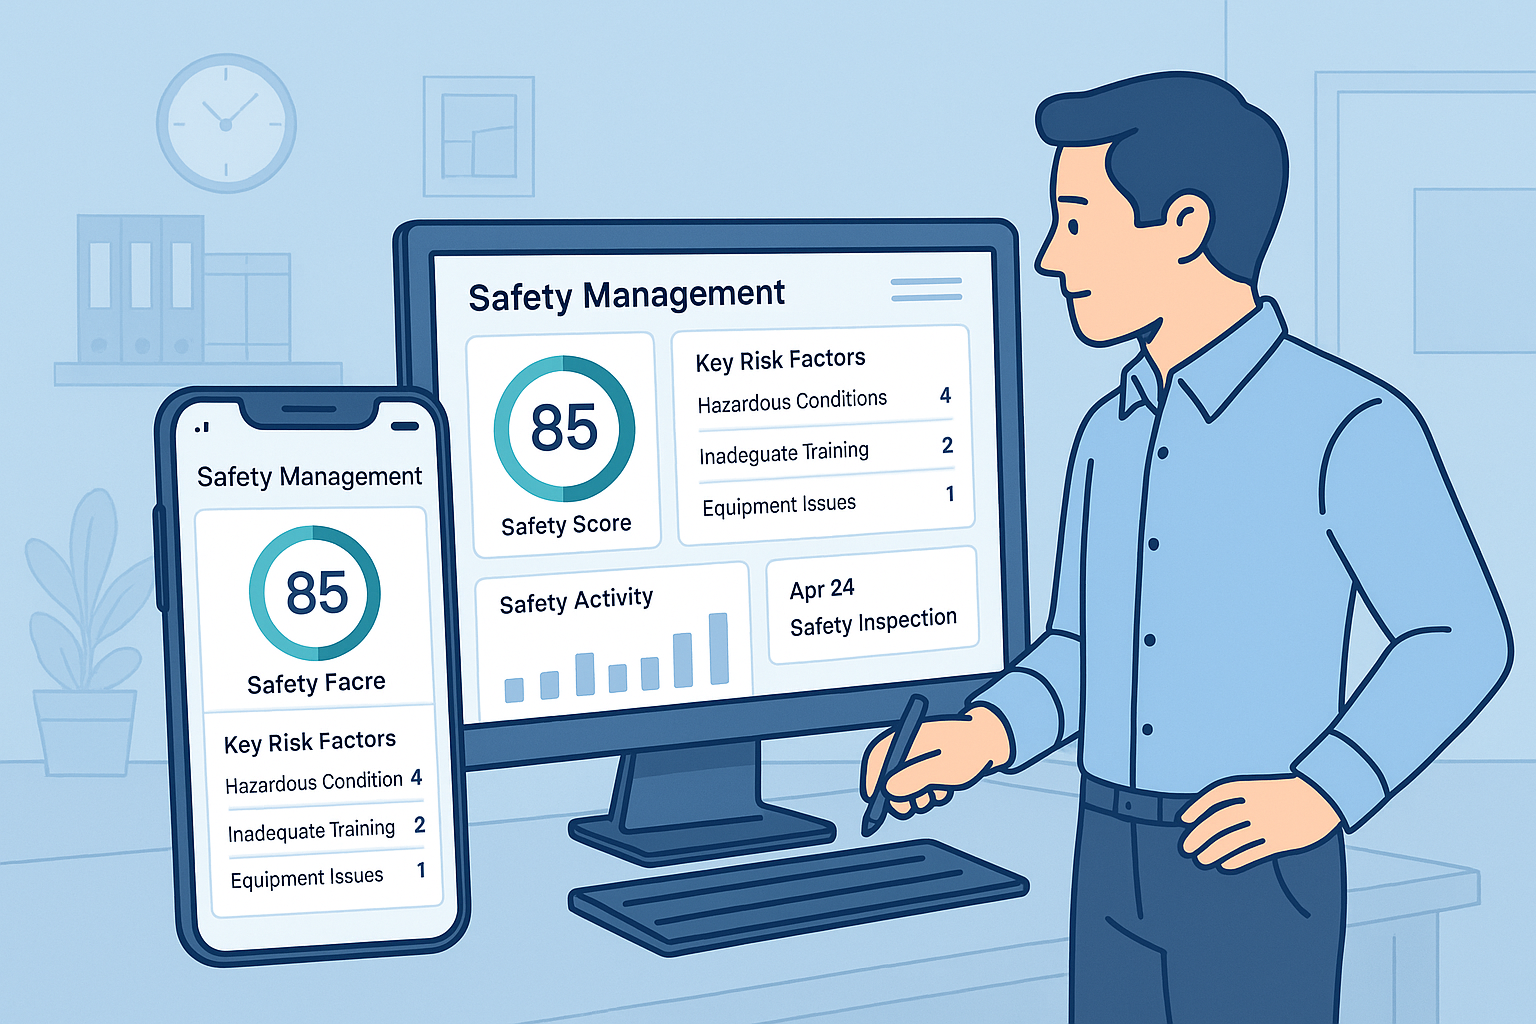 Safety Management
85
Safety Score
Key Risk Factors
Hazardous Conditions 4
Inadeguate Training 2
Equipment Issues 1
Safety Activity
Apr 24
Safety Inspection
Safety Management
85
Safety Facre
Key Risk Factors
Hazardous Condition 4
Inadequate Training 2
Equipment Issues 1